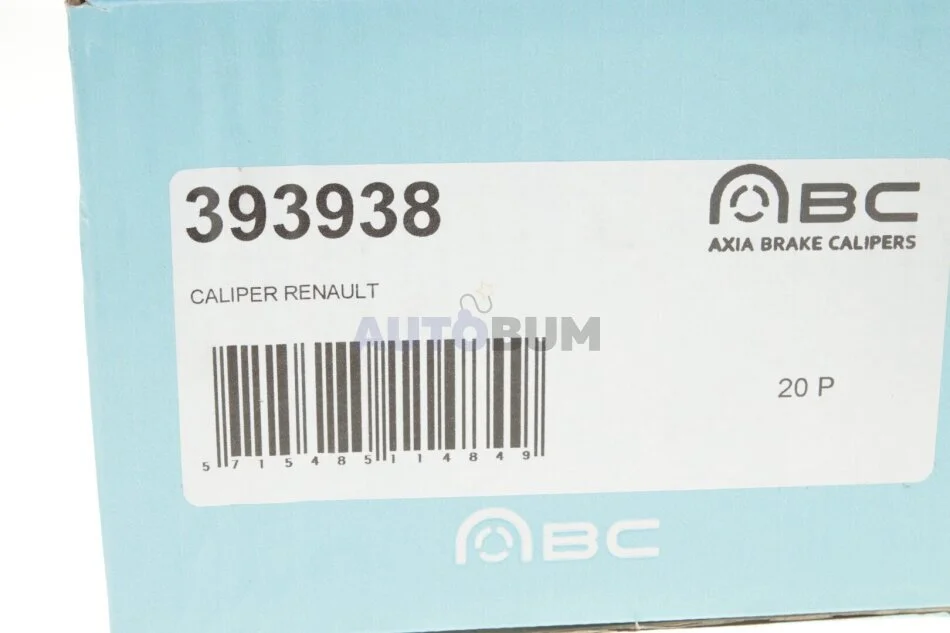 393938
ABC
AXIA BRAKE CALIPERS
CALIPER RENAULT
AUTOBUM
20 P
5 715485 114849
ABC